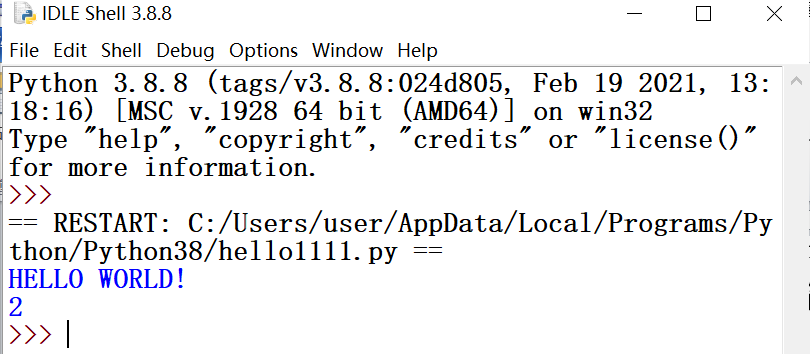 IDLE Shell 3.8.8
File Edit Shell Debug Options Window Help
Python 3.8.8 (tags/v3.8.8:024d805, Feb 19 2021, 13:
18:16) [MSC v.1928 64 bit (AMD64)] on win32
Type "help", "copyright", "credits" or "license()"
for more information.
>>>
== RESTART: C:/Users/user/AppData/Local/Programs/Py
thon/Python38/hello1111.py ==
HELLO WORLD!
2
>>>